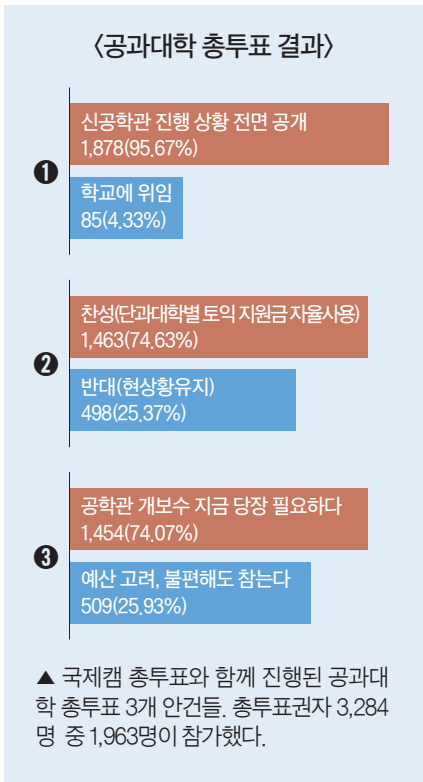 〈공과대학 총투표 결과〉
❶
신공학관 진행 상황 전면 공개
1,878(95.67%)
학교에 위임
85(4.33%)
❷
찬성(단과대학별 토익 지원금 자율사용)
1,463(74.63%)
반대(현상황유지)
498(25.37%)
❸
공학관 개보수 지금 당장 필요하다
1,454(74.07%)
예산 고려, 불편해도 참는다
509(25.93%)
▲ 국제캠 총투표와 함께 진행된 공과대
학 총투표 3개 안건들. 총투표권자 3,284
명 중 1,963명이 참가했다.